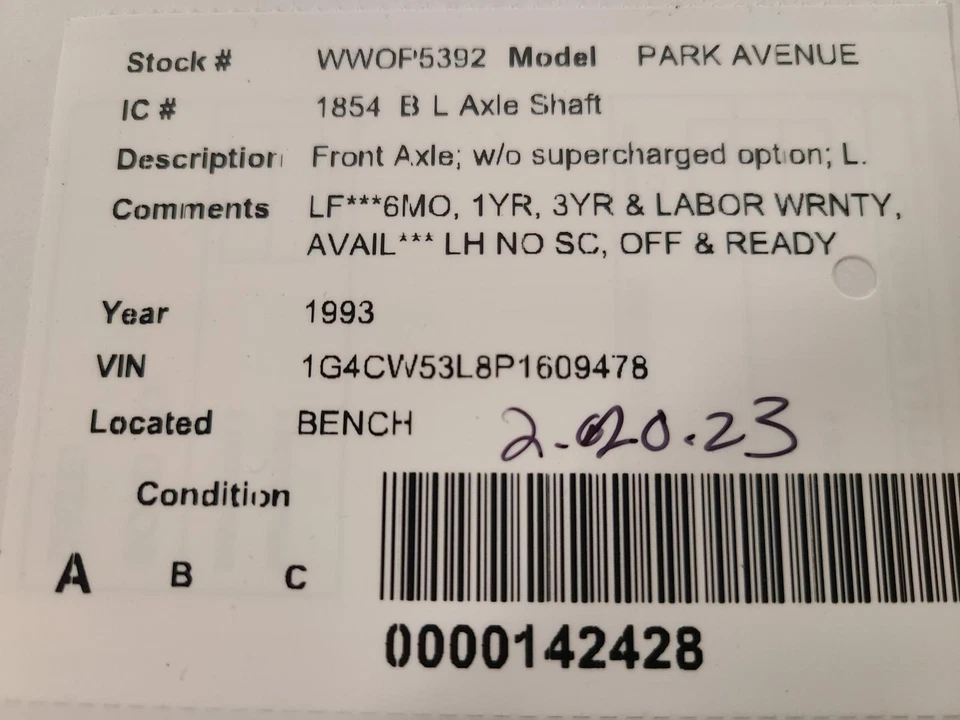 Stock # WWOP5392 Model PARK AVENUE
IC # 1854 B L Axle Shaft
Description Front Axle; w/o supercharged option; L.
Comments LF***6MO, 1YR, 3YR & LABOR WRNTY,
AVAIL*** LH NO SC, OFF & READY
Year 1993
VIN 1G4CW53L8P1609478
Located BENCH 2.20.23
Condition
A B C
0000142428